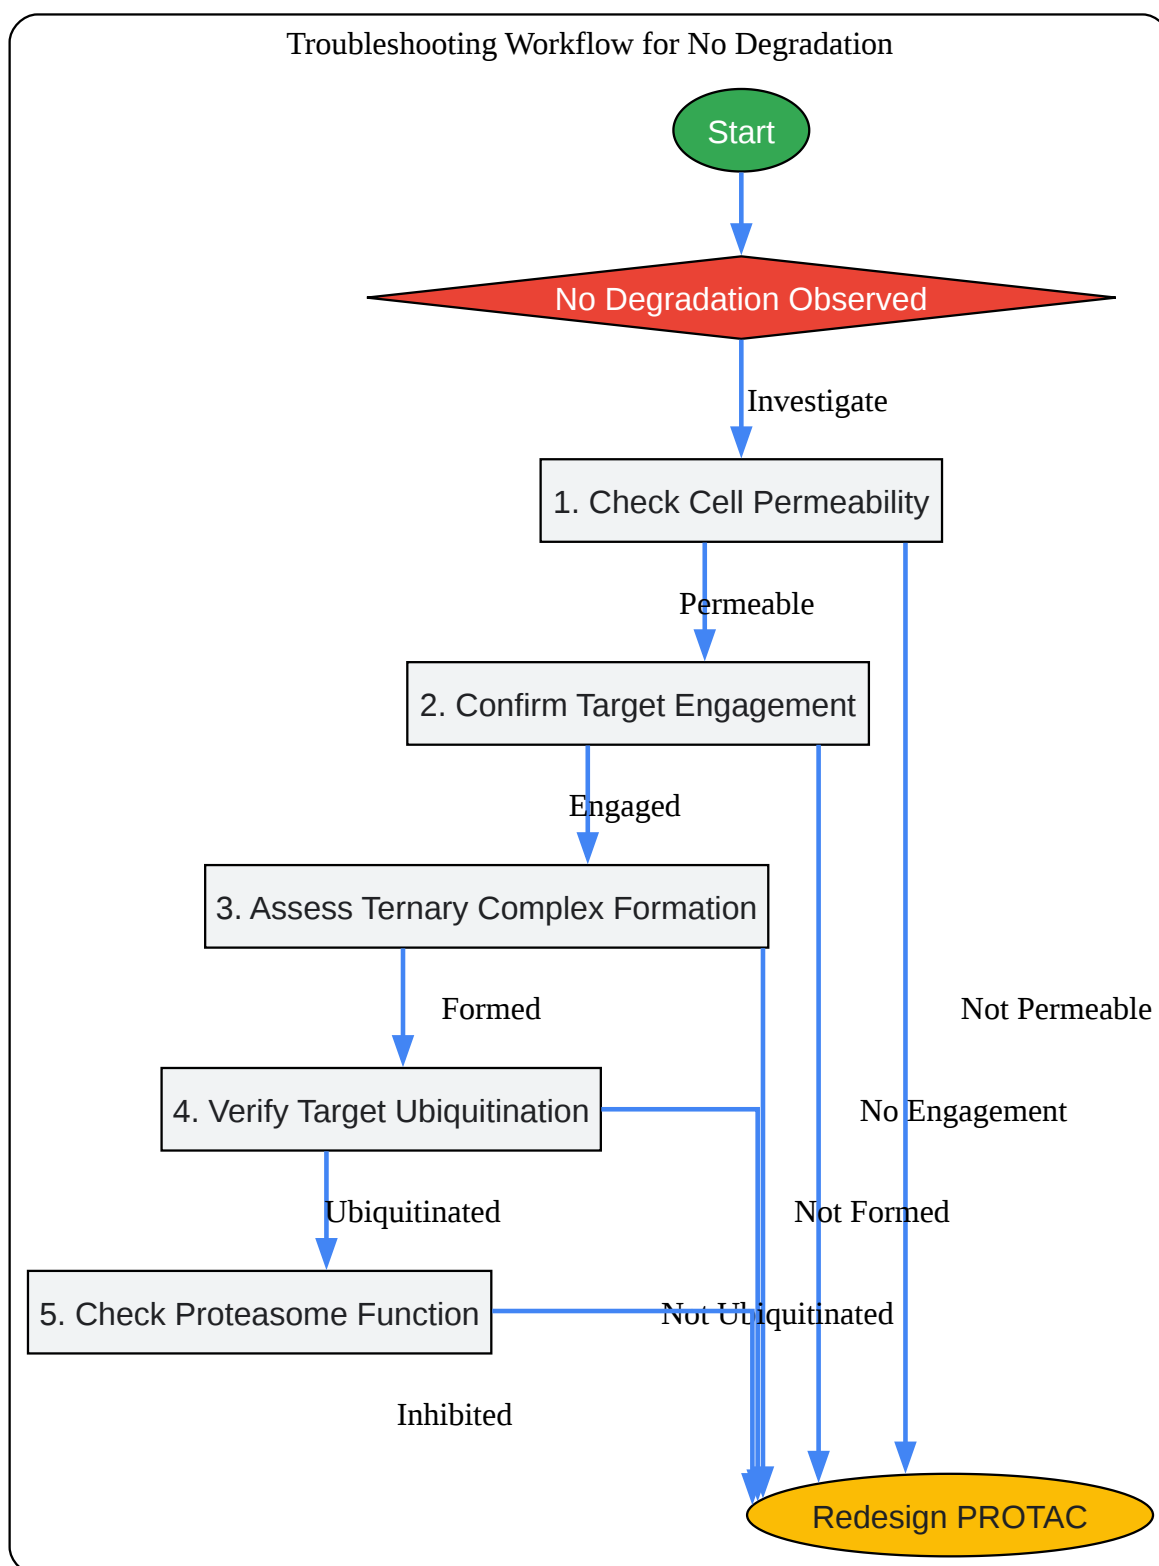 Troubleshooting Workflow for No Degradation
Start
No Degradation Observed
Investigate
1. Check Cell Permeability
Permeable
2. Confirm Target Engagement
Engaged
3. Assess Ternary Complex Formation
Formed
Not Permeable
4. Verify Target Ubiquitination
No Engagement
Ubiquitinated
Not Formed
5. Check Proteasome Function
Not Ubiquitinated
Inhibited
Redesign PROTAC